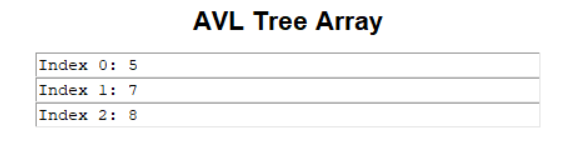 AVL Tree Array
Index 0: 5
Index 1: 7
Index 2: 8